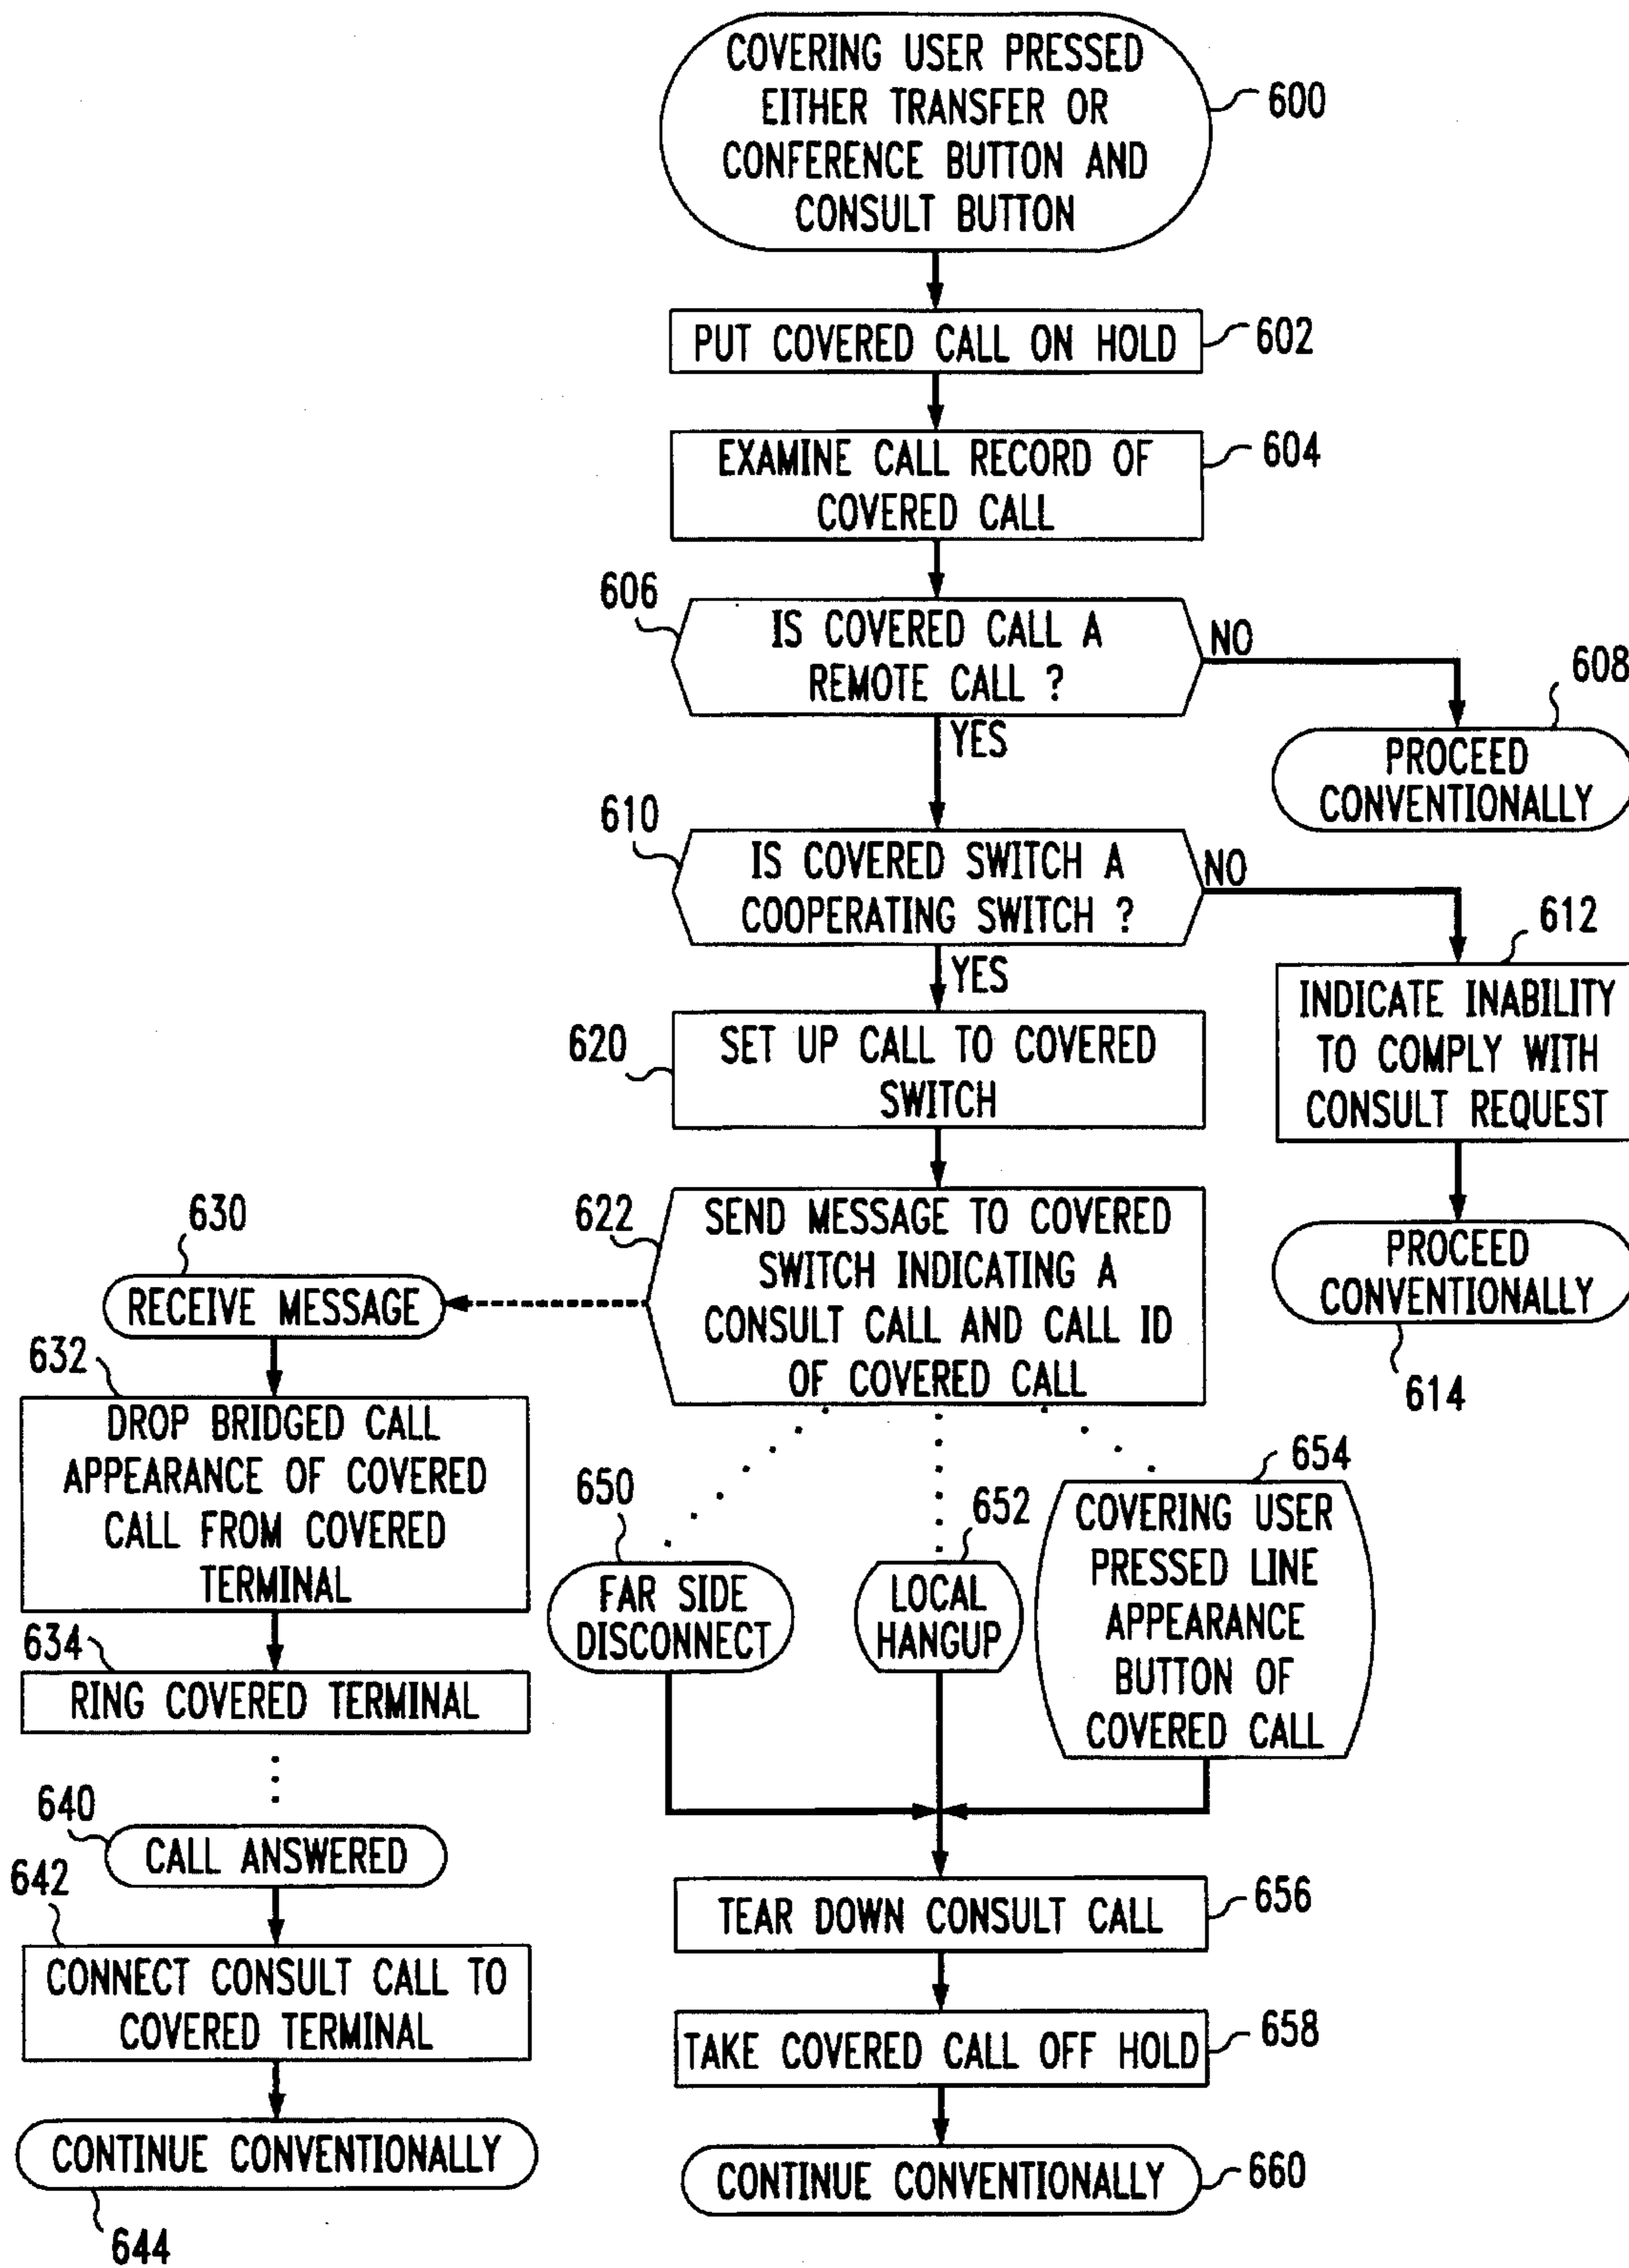 COVERING USER PRESSED
EITHER TRANSFER OR
CONFERENCE BUTTON AND
CONSULT BUTTON
600
PUT COVERED CALL ON HOLD
602
EXAMINE CALL RECORD OF
COVERED CALL
604
606
IS COVERED CALL A
REMOTE CALL ?
NO
YES
608
PROCEED
CONVENTIONALLY
610
IS COVERED SWITCH A
COOPERATING SWITCH ?
NO
YES
612
INDICATE INABILITY
TO COMPLY WITH
CONSULT REQUEST
PROCEED
CONVENTIONALLY
614
620
SET UP CALL TO COVERED
SWITCH
622
SEND MESSAGE TO COVERED
SWITCH INDICATING A
CONSULT CALL AND CALL ID
OF COVERED CALL
630
RECEIVE MESSAGE
632
DROP BRIDGED CALL
APPEARANCE OF COVERED
CALL FROM COVERED
TERMINAL
634
RING COVERED TERMINAL
640
CALL ANSWERED
642
CONNECT CONSULT CALL TO
COVERED TERMINAL
CONTINUE CONVENTIONALLY
644
650
FAR SIDE
DISCONNECT
652
LOCAL
HANGUP
654
COVERING USER
PRESSED LINE
APPEARANCE
BUTTON OF
COVERED CALL
TEAR DOWN CONSULT CALL
656
TAKE COVERED CALL OFF HOLD
658
CONTINUE CONVENTIONALLY
660